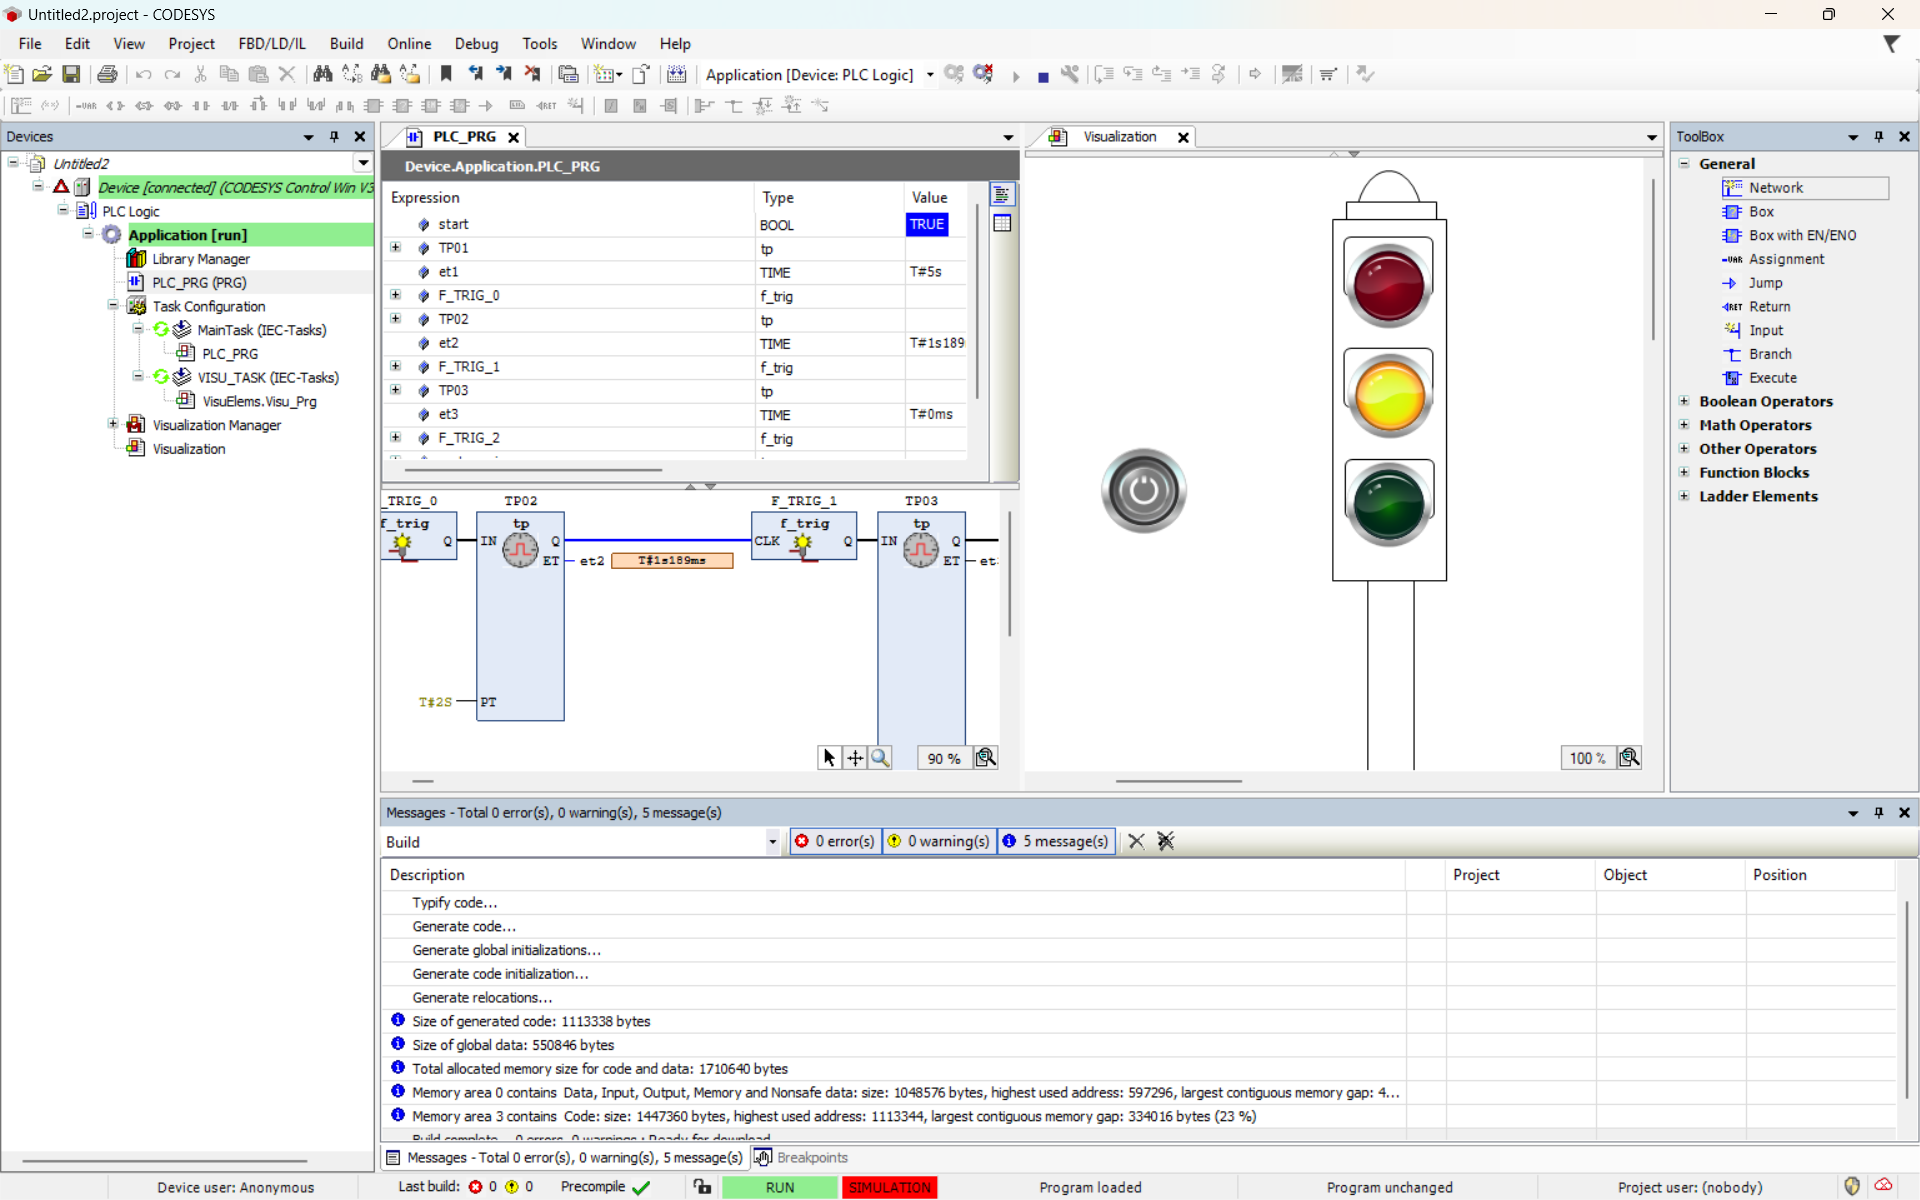 Untitled2.project - CODESYS
File Edit View Project FBD/LD/IL Build Online Debug Tools Window Help
Application [Device: PLC Logic]
Devices
Untitled2
Device [connected] (CODESYS Control Win V3
PLC Logic
Application [run]
Library Manager
PLC_PRG (PRG)
Task Configuration
MainTask (IEC-Tasks)
PLC_PRG
VISU_TASK (IEC-Tasks)
VisuElems.Visu_Prg
Visualization Manager
Visualization
PLC_PRG
Device.Application.PLC_PRG
Expression Type Value
start BOOL TRUE
TP01 tp
et1 TIME T#5s
F_TRIG_0 f_trig
TP02 tp
et2 TIME T#1s189
F_TRIG_1 f_trig
TP03 tp
et3 TIME T#0ms
F_TRIG_2 f_trig
_TRIG_0 TP02 F_TRIG_1 TP03
f_trig tp f_trig tp
Q IN Q CLK Q IN Q
ET et2 T#1s189ms ET et
T#2S PT
90 %
Visualization
100 %
ToolBox
General
Network
Box
Box with EN/ENO
-VAR Assignment
Jump
RET Return
Input
Branch
Execute
Boolean Operators
Math Operators
Other Operators
Function Blocks
Ladder Elements
Messages - Total 0 error(s), 0 warning(s), 5 message(s)
Build 0 error(s) 0 warning(s) 5 message(s)
Description Project Object Position
Typify code...
Generate code...
Generate global initializations...
Generate code initialization...
Generate relocations...
Size of generated code: 1113338 bytes
Size of global data: 550846 bytes
Total allocated memory size for code and data: 1710640 bytes
Memory area 0 contains Data, Input, Output, Memory and Nonsafe data: size: 1048576 bytes, highest used address: 597296, largest contiguous memory gap: 4...
Memory area 3 contains Code: size: 1447360 bytes, highest used address: 1113344, largest contiguous memory gap: 334016 bytes (23 %)
Build complete -- 0 errors, 0 warnings : Ready for download
Messages - Total 0 error(s), 0 warning(s), 5 message(s) Breakpoints
Device user: Anonymous Last build: 0 0 Precompile RUN SIMULATION Program loaded Program unchanged Project user: (nobody)